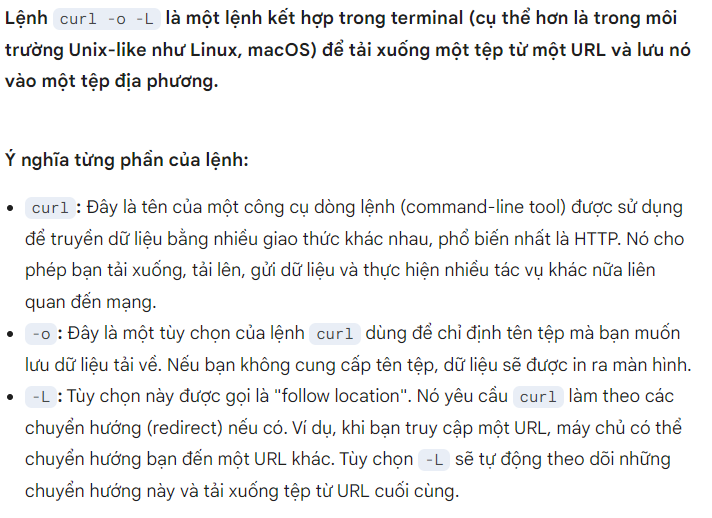 Lệnh curl -o -L là một lệnh kết hợp trong terminal (cụ thể hơn là trong môi
trường Unix-like như Linux, macOS) để tải xuống một tệp từ một URL và lưu nó
vào một tệp địa phương.
Ý nghĩa từng phần của lệnh:
• curl: Đây là tên của một công cụ dòng lệnh (command-line tool) được sử dụng
để truyền dữ liệu bằng nhiều giao thức khác nhau, phổ biến nhất là HTTP. Nó cho
phép bạn tải xuống, tải lên, gửi dữ liệu và thực hiện nhiều tác vụ khác nữa liên
quan đến mạng.
• -o: Đây là một tùy chọn của lệnh curl dùng để chỉ định tên tệp mà bạn muốn
lưu dữ liệu tải về. Nếu bạn không cung cấp tên tệp, dữ liệu sẽ được in ra màn hình.
• -L: Tùy chọn này được gọi là "follow location". Nó yêu cầu curl làm theo các
chuyển hướng (redirect) nếu có. Ví dụ, khi bạn truy cập một URL, máy chủ có thể
chuyển hướng bạn đến một URL khác. Tùy chọn -L sẽ tự động theo dõi những
chuyển hướng này và tải xuống tệp từ URL cuối cùng.